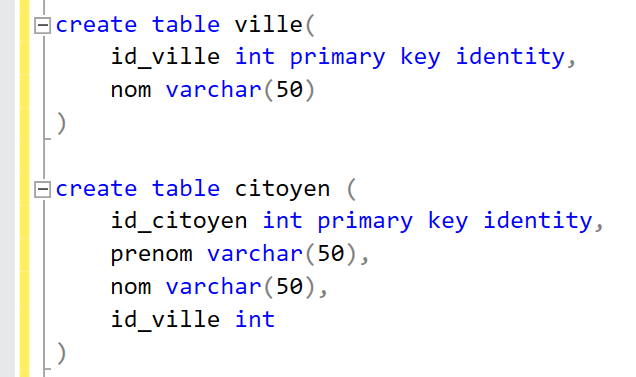 create table ville(
id_ville int primary key identity,
nom varchar(50)
)
create table citoyen (
id_citoyen int primary key identity,
prenom varchar(50),
nom varchar(50),
id_ville int
)